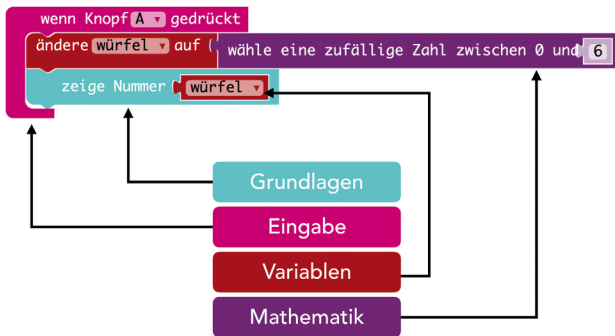 wenn Knopf A gedrückt
ändere würfel auf wähle eine zufällige Zahl zwischen 0 und 6
zeige Nummer würfel
Grundlagen
Eingabe
Variablen
Mathematik